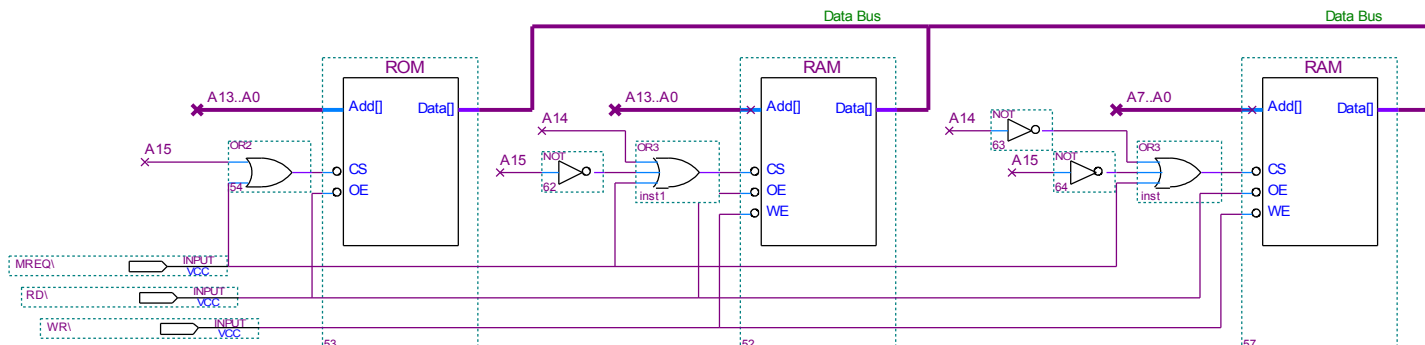 Data Bus
Data Bus
ROM
RAM
RAM
A13..A0
Add[]
Data[]
A13..A0
Add[]
Data[]
A7..A0
Add[]
Data[]
A15
OR2
54
CS
OE
A14
A15
NOT
62
OR3
inst1
CS
OE
WE
A14
NOT
63
A15
NOT
64
OR3
inst
CS
OE
WE
MREQ\
INPUT
VCC
RD\
INPUT
VCC
WR\
INPUT
VCC
53
52
57